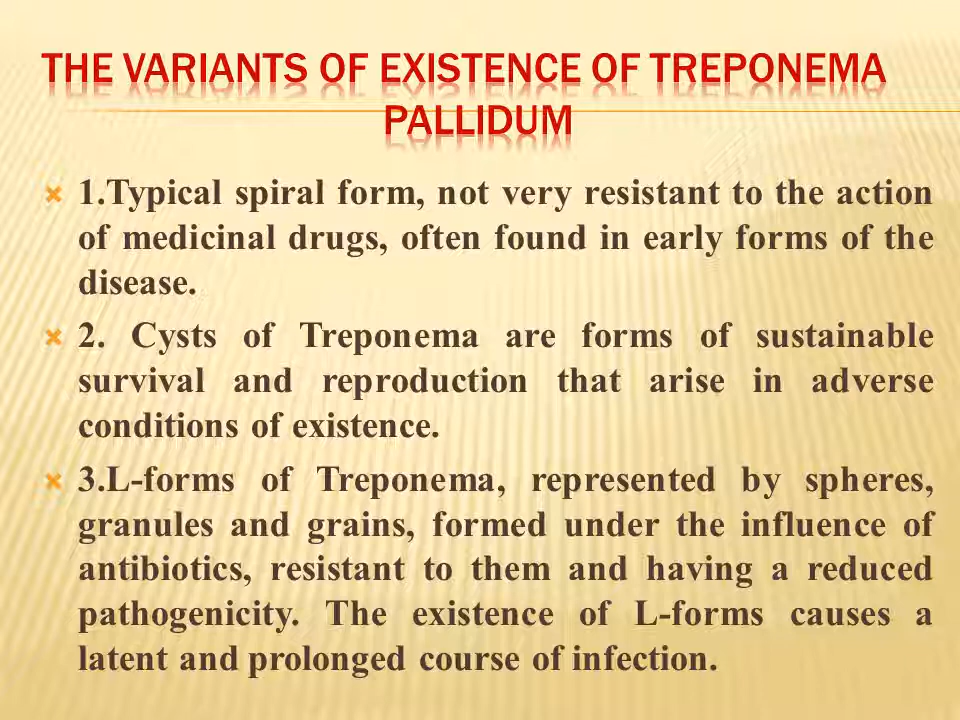 THE VARIANTS OF EXISTENCE OF TREPONEMA
PALLIDUM
1.Typical spiral form, not very resistant to the action
of medicinal drugs, often found in early forms of the
disease.
2. Cysts of Treponema are forms of sustainable
survival and reproduction that arise in adverse
conditions of existence.
3.L-forms of Treponema, represented by spheres,
granules and grains, formed under the influence of
antibiotics, resistant to them and having a reduced
pathogenicity. The existence of L-forms causes a
latent and prolonged course of infection.